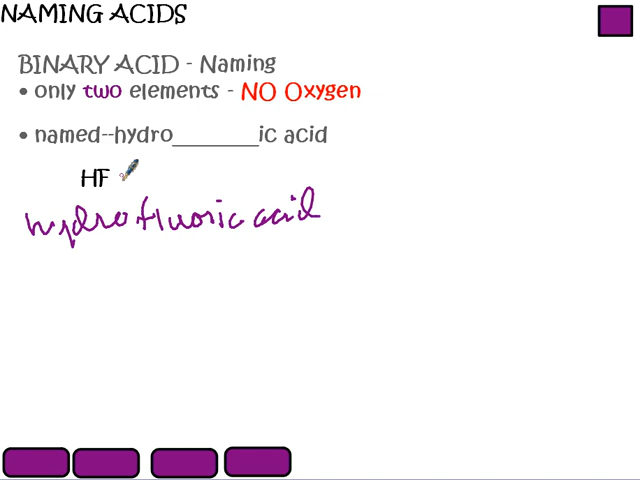 NAMING ACIDS
BINARY ACID - Naming
• only two elements - NO Oxygen
• named--hydro________ic acid
HF
hydrofluoric acid